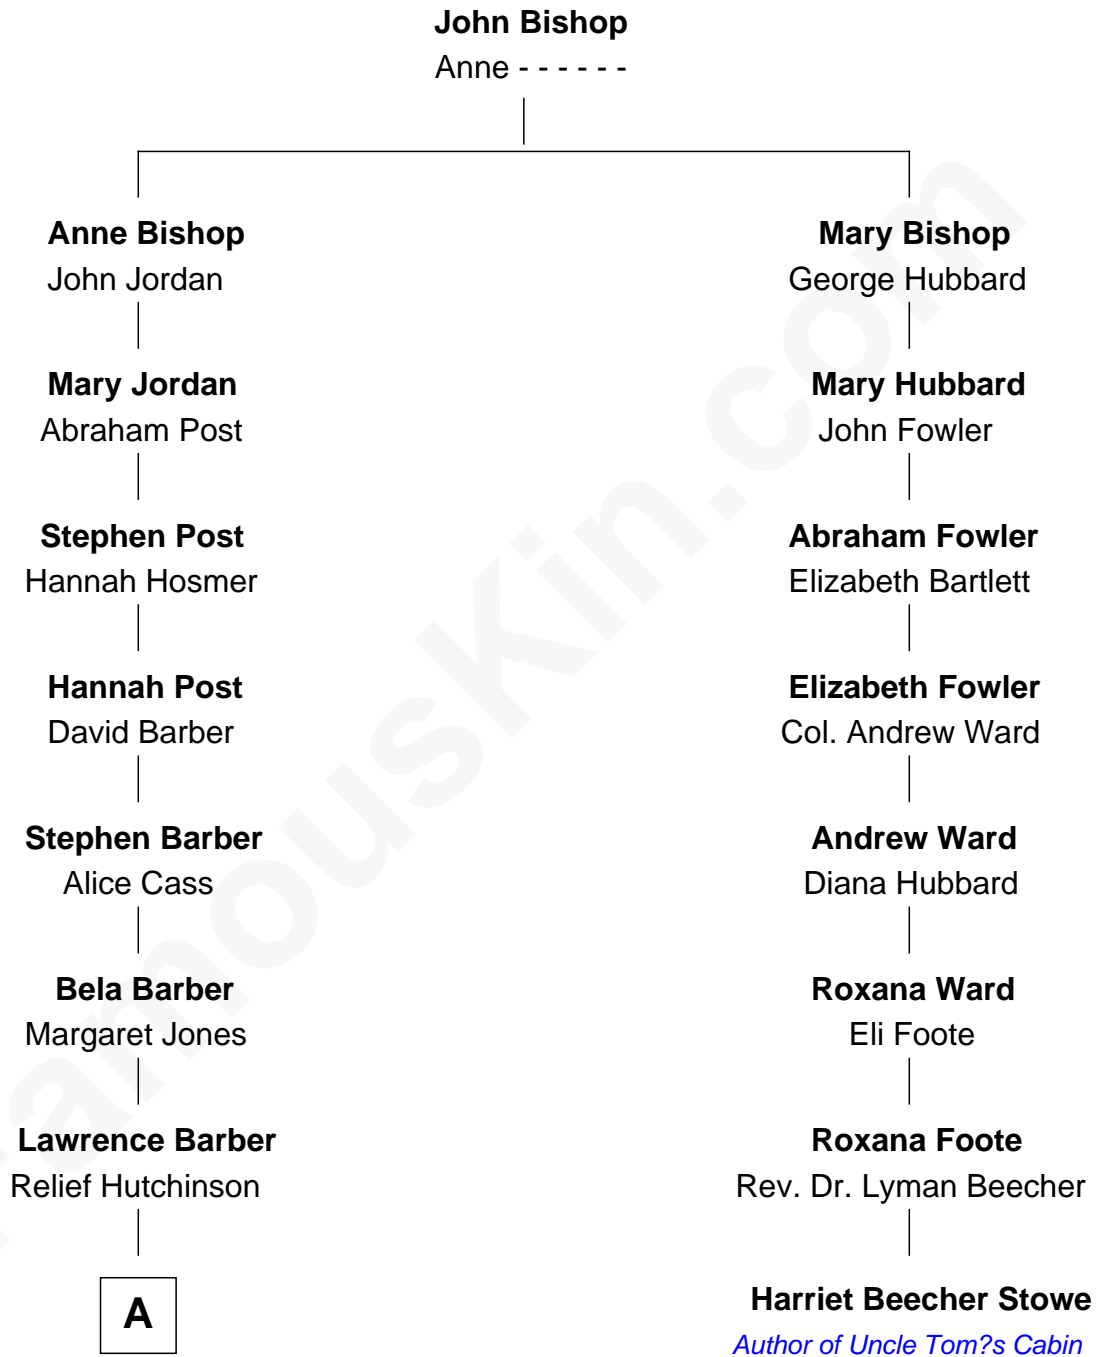 John Bishop
Anne - - - - - -
Anne Bishop
John Jordan
Mary Bishop
George Hubbard
Mary Jordan
Abraham Post
Mary Hubbard
John Fowler
Stephen Post
Hannah Hosmer
Abraham Fowler
Elizabeth Bartlett
Hannah Post
David Barber
Elizabeth Fowler
Col. Andrew Ward
Stephen Barber
Alice Cass
Andrew Ward
Diana Hubbard
Bela Barber
Margaret Jones
Roxana Ward
Eli Foote
Lawrence Barber
Relief Hutchinson
Roxana Foote
Rev. Dr. Lyman Beecher
A
Harriet Beecher Stowe
Author of Uncle Tom?s Cabin
FamousKin.com